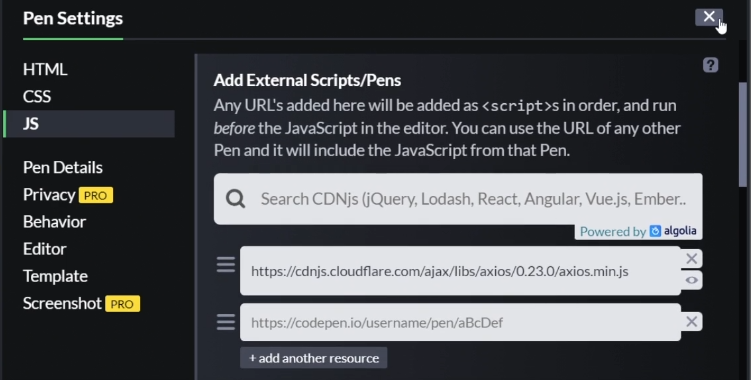 Pen Settings
HTML
CSS
JS
Pen Details
Privacy PRO
Behavior
Editor
Template
Screenshot PRO
?
Add External Scripts/Pens
Any URL's added here will be added as <script>s in order, and run
before the JavaScript in the editor. You can use the URL of any other
Pen and it will include the JavaScript from that Pen.
Search CDNjs (jQuery, Lodash, React, Angular, Vue.js, Ember..
Powered by algolia
https://cdnjs.cloudflare.com/ajax/libs/axios/0.23.0/axios.min.js
https://codepen.io/username/pen/aBcDef
+ add another resource